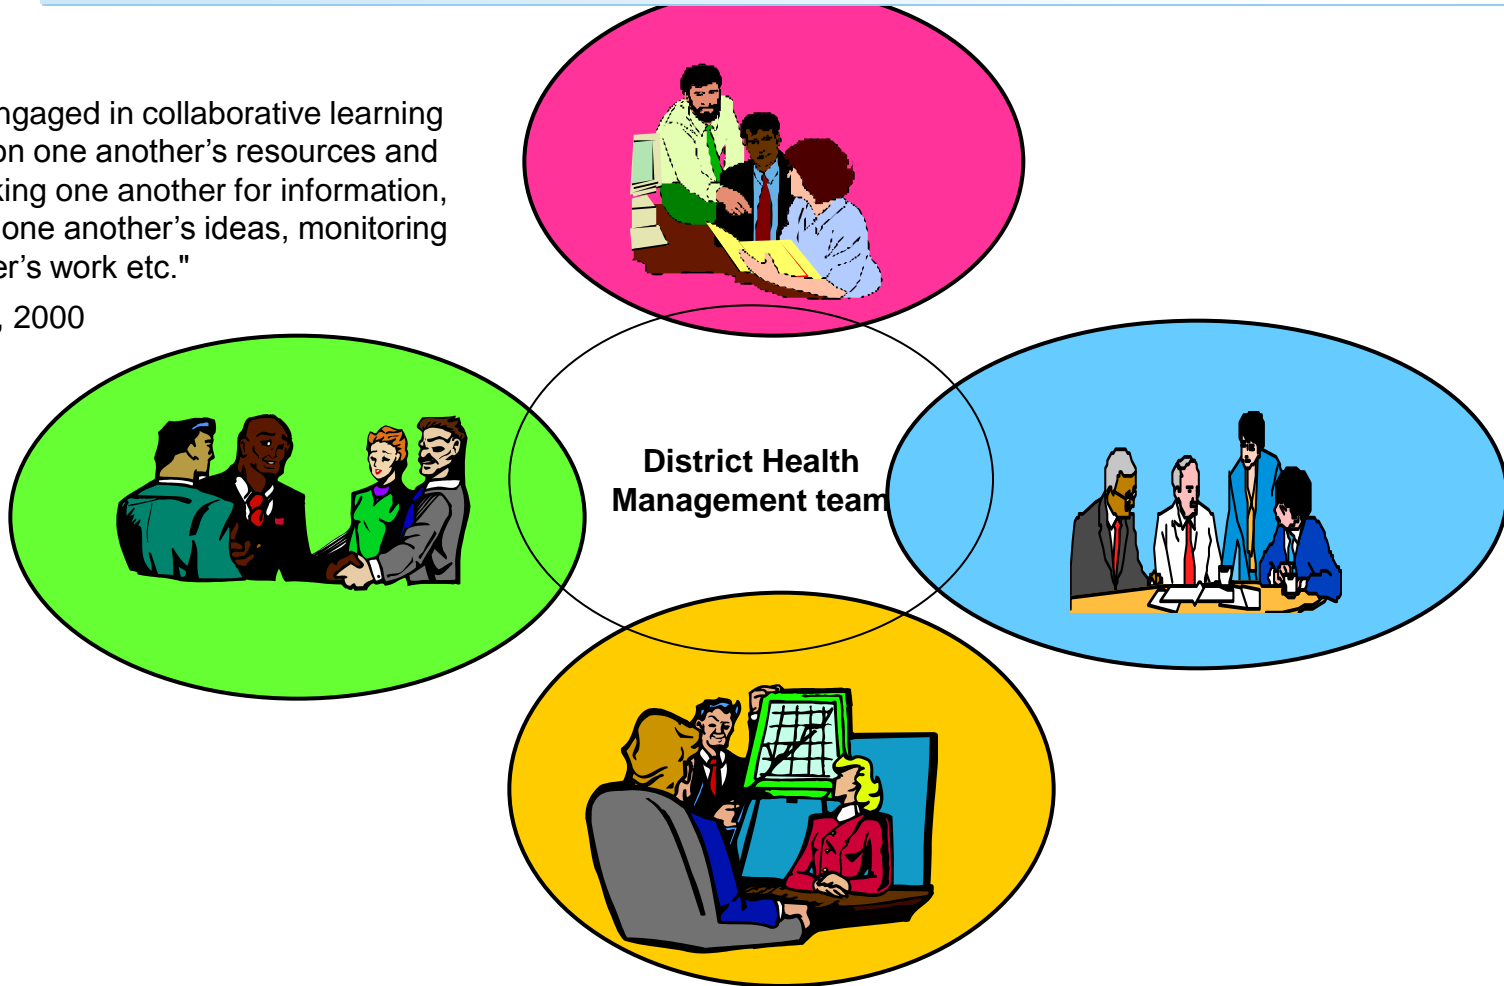 ngaged in collaborative learning
on one another’s resources and
king one another for information,
one another’s ideas, monitoring
er’s work etc."
, 2000
District Health
Management team